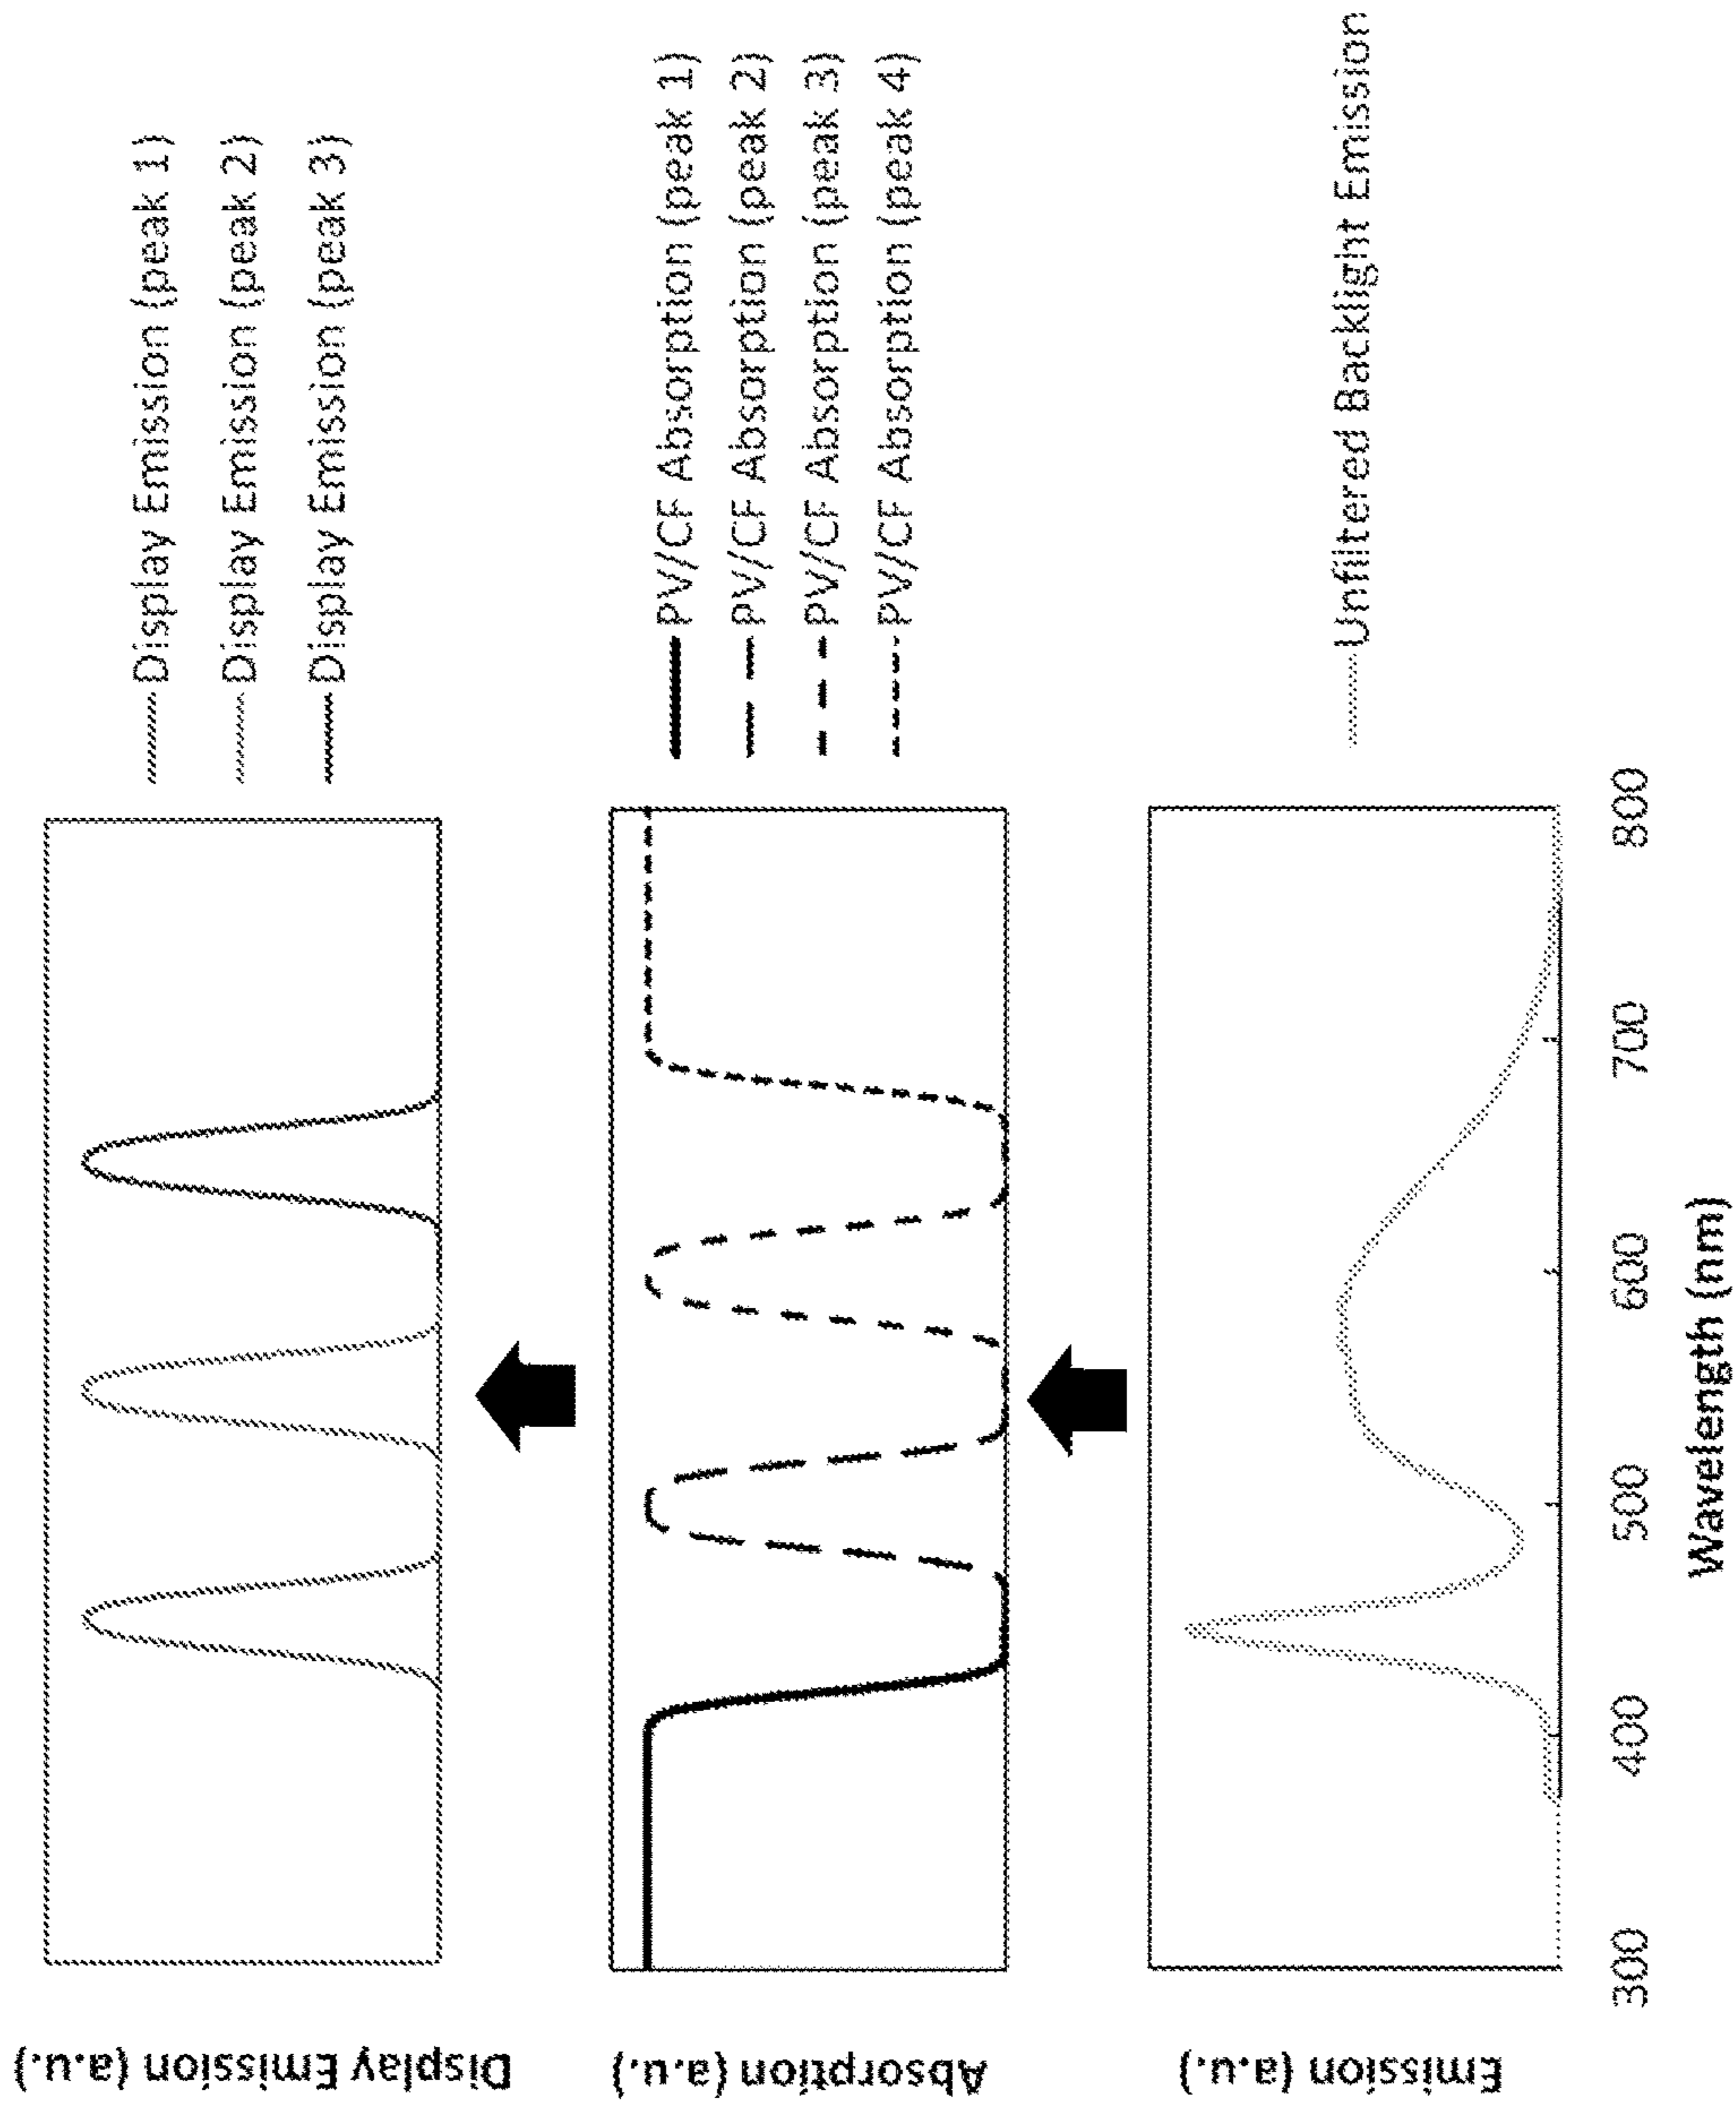 Display Emission (a.u.)
Display Emission (peak 1)
Display Emission (peak 2)
Display Emission (peak 3)
Absorption (a.u.)
PV/CF Absorption (peak 1)
PV/CF Absorption (peak 2)
PV/CF Absorption (peak 3)
PV/CF Absorption (peak 4)
Emission (a.u.)
Unfiltered Backlight Emission
300 400 500 600 700 800
Wavelength (nm)